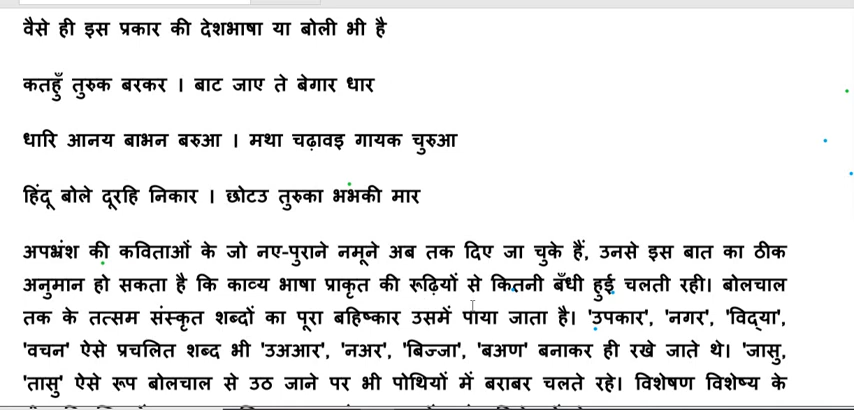 वैसे ही इस प्रकार की देशभाषा या बोली भी है
कतहुँ तुरुक बरकर । बाट जाए ते बेगार धार
धारि आनय बाभन बरुआ । मथा चढ़ावइ गायक चुरुआ
हिंदू बोले दूरहि निकार । छोटउ तुरुका भभकी मार
अपभ्रंश की कविताओं के जो नए-पुराने नमूने अब तक दिए जा चुके हैं, उनसे इस बात का ठीक
अनुमान हो सकता है कि काव्य भाषा प्राकृत की रूढ़ियों से कितनी बँधी हुई चलती रही। बोलचाल
तक के तत्सम संस्कृत शब्दों का पूरा बहिष्कार उसमें पाया जाता है। 'उपकार', 'नगर', 'विद्या',
'वचन' ऐसे प्रचलित शब्द भी 'उअआर', 'नअर', 'बिज्जा', 'बअण' बनाकर ही रखे जाते थे। 'जासु,
'तासु' ऐसे रूप बोलचाल से उठ जाने पर भी पोथियों में बराबर चलते रहे। विशेषण विशेष्य के